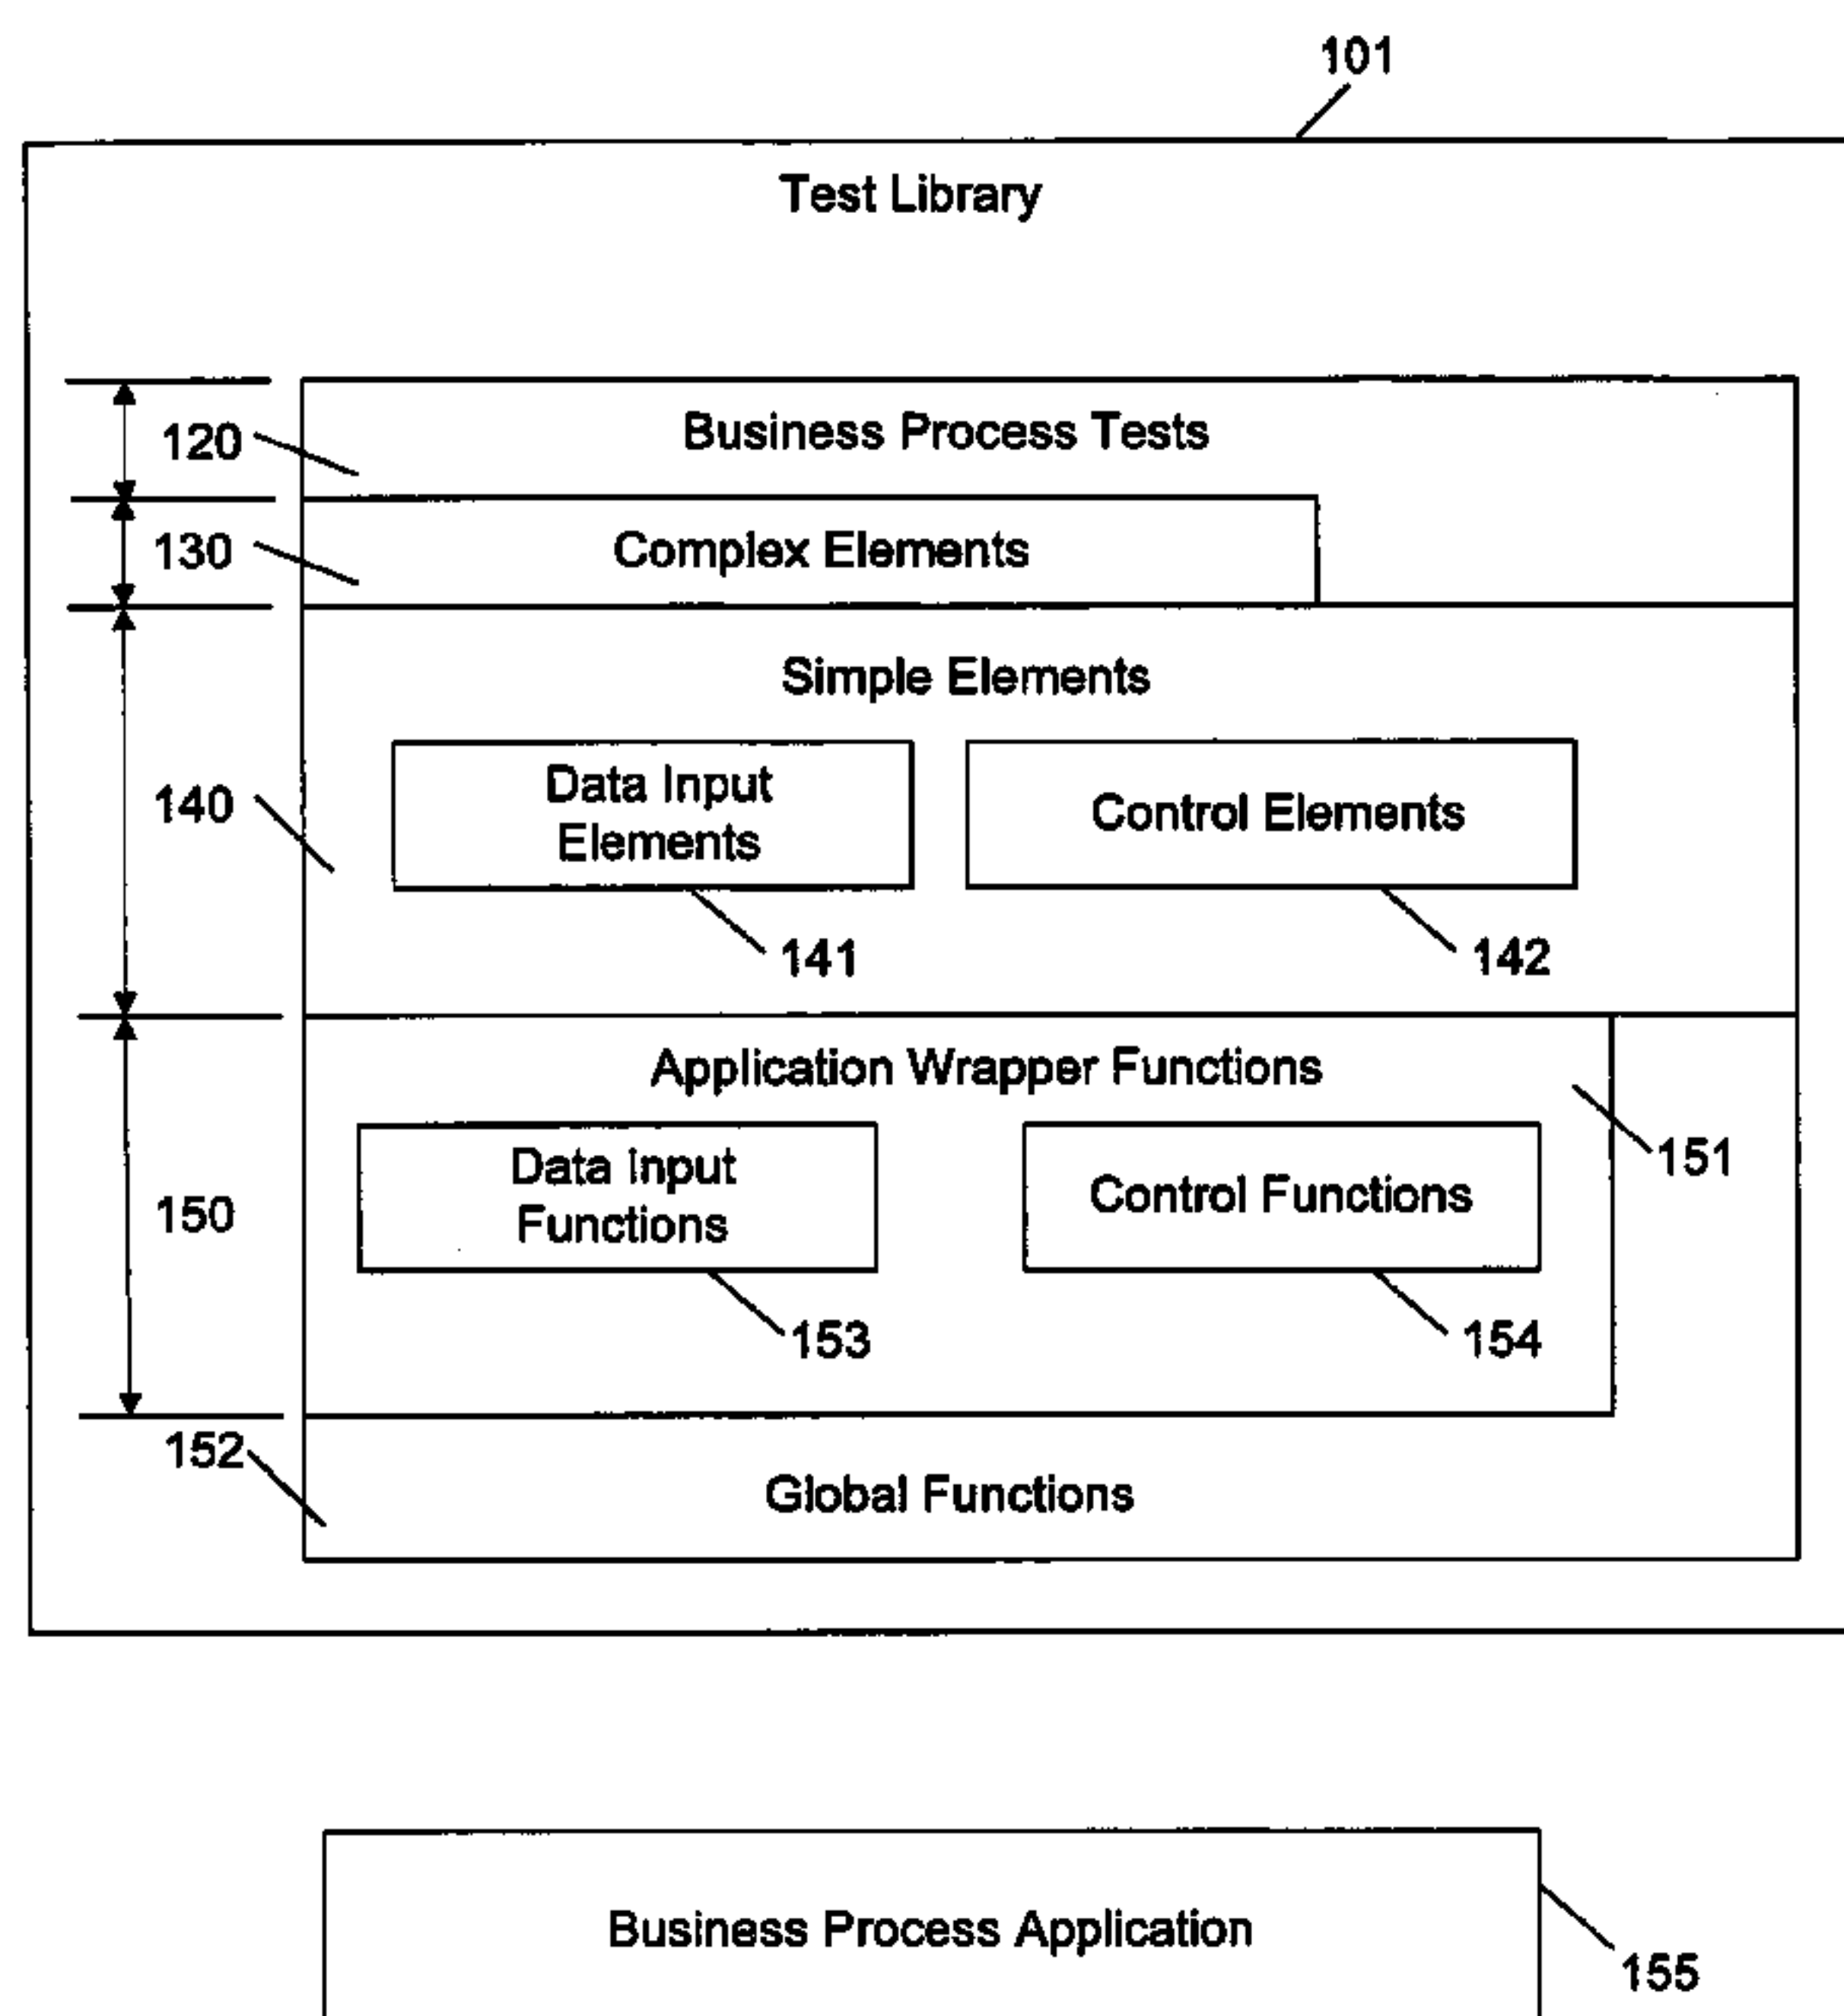 101
Test Library
Business Process Tests
120
Complex Elements
130
Simple Elements
Data Input
Elements
Control Elements
140
141
142
Application Wrapper Functions
151
Data Input
Functions
Control Functions
150
153
154
152
Global Functions
Business Process Application
155